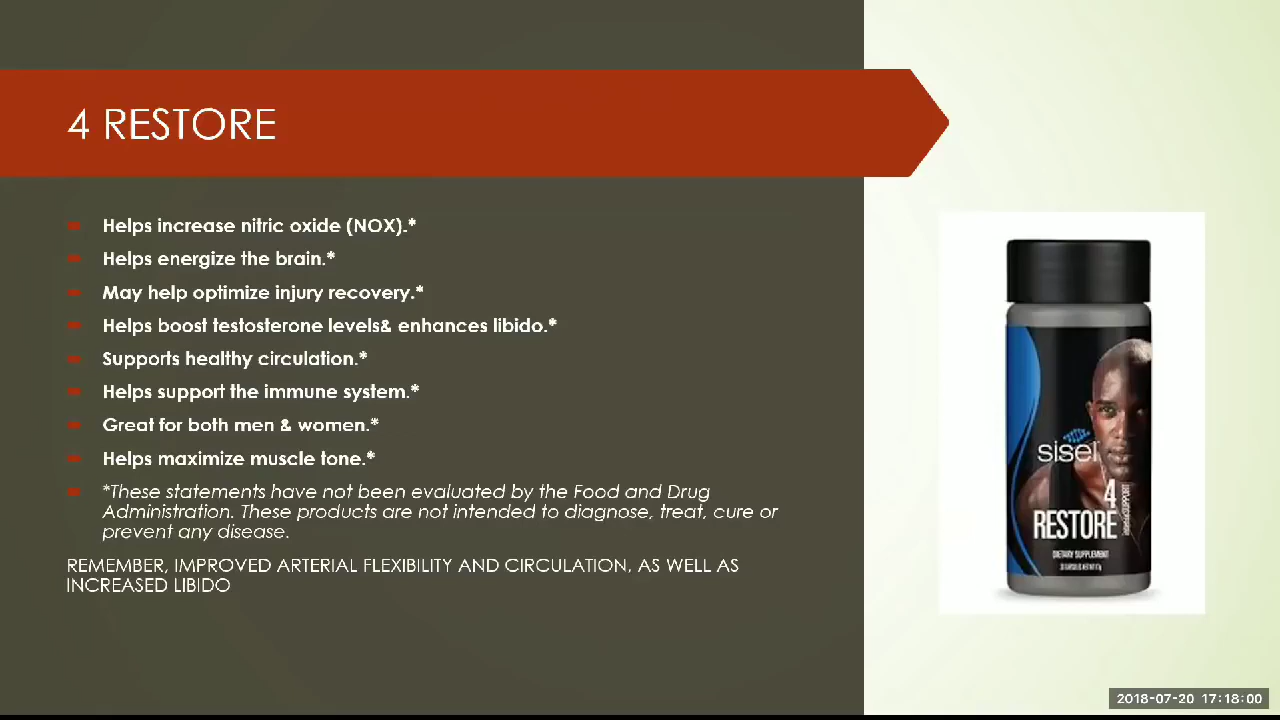 4 RESTORE
Helps increase nitric oxide (NOX).*
Helps energize the brain.*
May help optimize injury recovery.*
Helps boost testosterone levels& enhances libido.*
Supports healthy circulation.*
Helps support the immune system.*
Great for both men & women.*
Helps maximize muscle tone.*
*These statements have not been evaluated by the Food and Drug
Administration. These products are not intended to diagnose, treat, cure or
prevent any disease.
REMEMBER, IMPROVED ARTERIAL FLEXIBILITY AND CIRCULATION, AS WELL AS
INCREASED LIBIDO
sisel
4
RESTORE
DIETARY SUPPLEMENT
2018-07-20 17:18:00